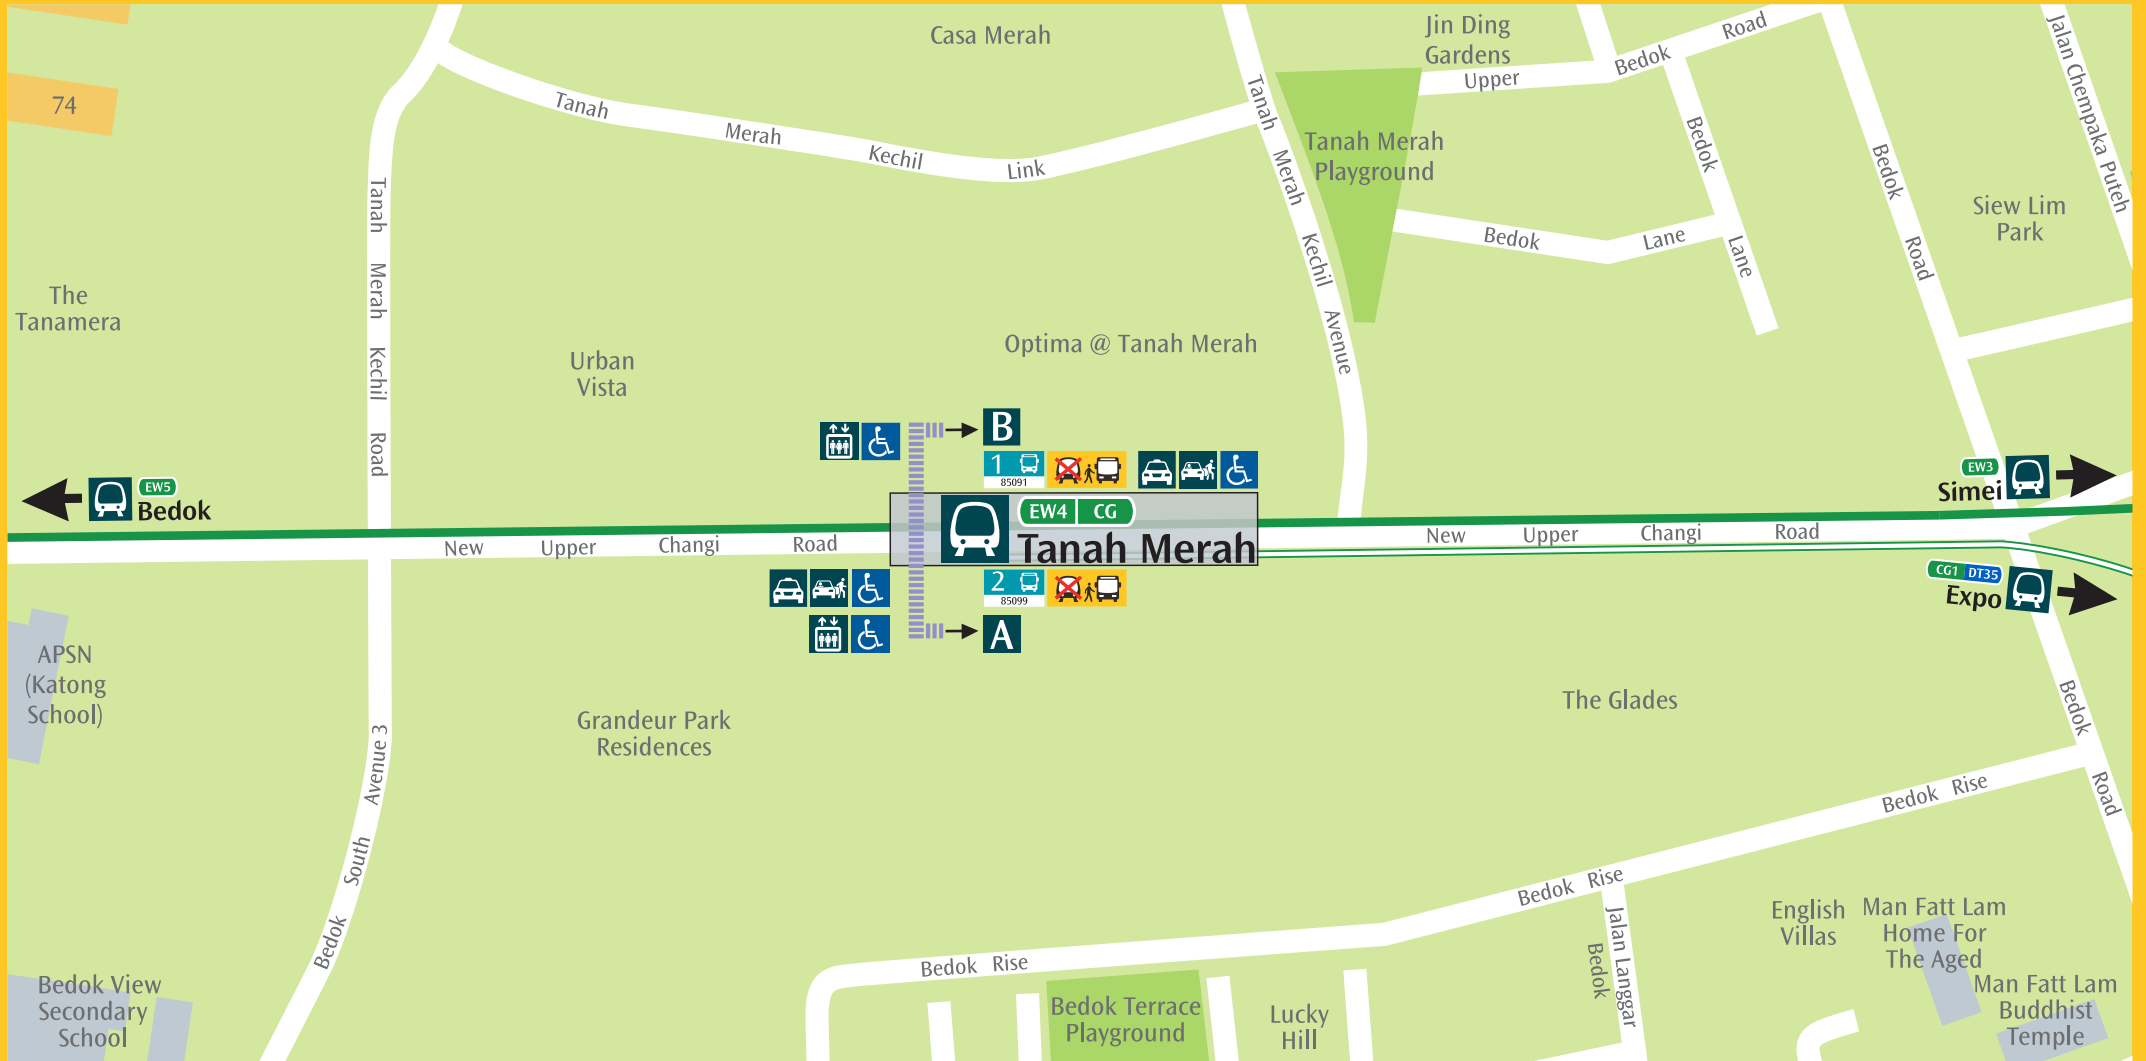 Casa Merah
Jin Ding
Gardens
Upper Bedok Road
Jalan Chempaka Puteh
74
Tanah Merah Kechil Link
Tanah Merah Kechil Avenue
Tanah Merah
Playground
Bedok Lane
Bedok Lane
Bedok Road
Siew Lim
Park
Tanah Merah Kechil Road
The
Tanamera
Urban
Vista
Optima @ Tanah Merah
B
1
85091
EW5
Bedok
EW3
Simei
EW4 CG
Tanah Merah
New Upper Changi Road
New Upper Changi Road
2
85099
CG1 DT35
Expo
A
APSN
(Katong
School)
Grandeur Park
Residences
The Glades
Bedok Road
Bedok South Avenue 3
Bedok Rise
Bedok Rise
Bedok Rise
Jalan Langgar
Bedok
English
Villas
Man Fatt Lam
Home For
The Aged
Man Fatt Lam
Buddhist
Temple
Bedok View
Secondary
School
Bedok Terrace
Playground
Lucky
Hill